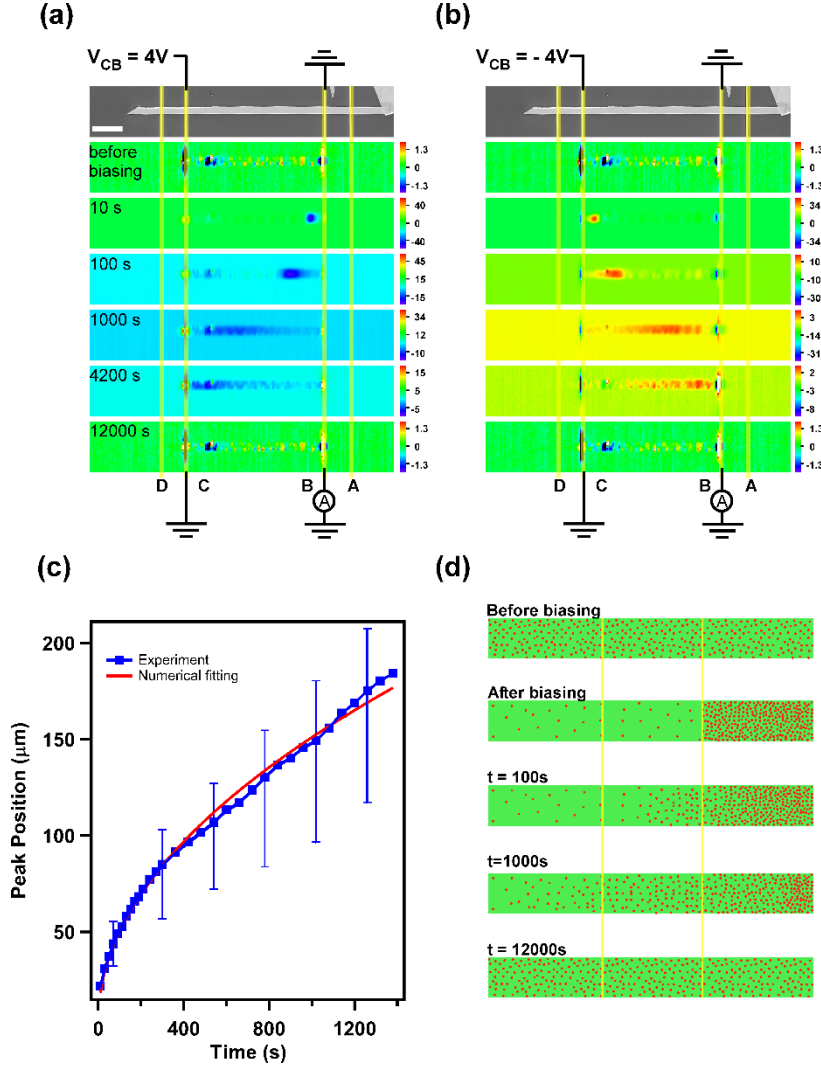 (a)
V_CB = 4V
before
biasing
1.3
0
-1.3
10 s
40
0
-40
100 s
45
15
-15
1000 s
34
12
-10
4200 s
15
5
-5
12000 s
1.3
0
-1.3
D C B A
A
(b)
V_CB = - 4V
1.3
0
-1.3
34
0
-34
10
-10
-30
3
-14
-31
2
-3
-8
1.3
0
-1.3
D C B A
A
(c)
Peak Position (μm)
200
150
100
50
Experiment
Numerical fitting
0 400 800 1200
Time (s)
(d)
Before biasing
After biasing
t = 100s
t=1000s
t = 12000s